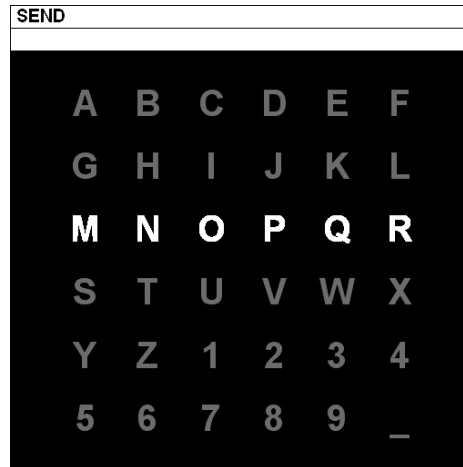 SEND
A B C D E F
G H I J K L
M N O P Q R
S T U V W X
Y Z 1 2 3 4
5 6 7 8 9 _